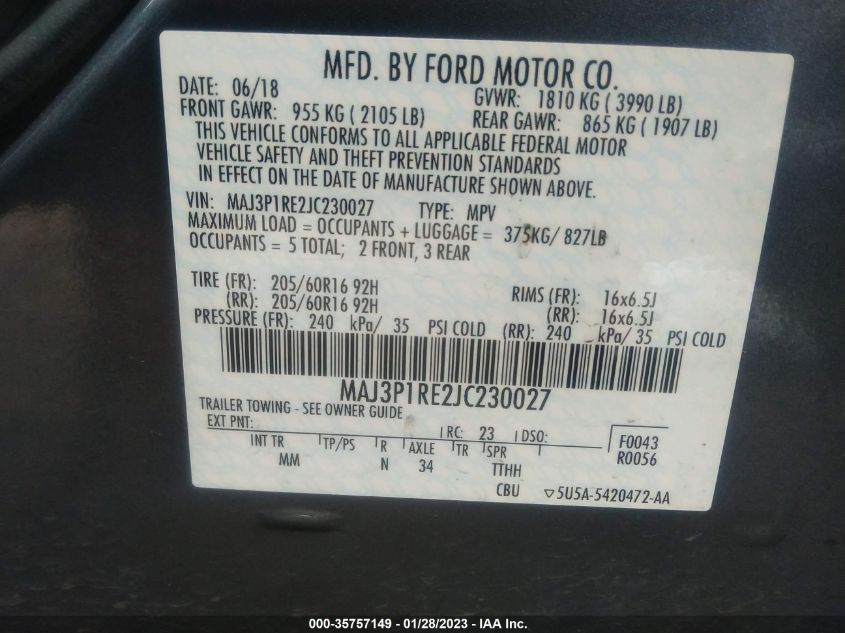 MFD. BY FORD MOTOR CO.
DATE: 06/18 GVWR: 1810 KG ( 3990 LB)
FRONT GAWR: 955 KG ( 2105 LB) REAR GAWR: 865 KG ( 1907 LB)
THIS VEHICLE CONFORMS TO ALL APPLICABLE FEDERAL MOTOR
VEHICLE SAFETY AND THEFT PREVENTION STANDARDS
IN EFFECT ON THE DATE OF MANUFACTURE SHOWN ABOVE.
VIN: MAJ3P1RE2JC230027 TYPE: MPV
MAXIMUM LOAD = OCCUPANTS + LUGGAGE = 375KG/ 827LB
OCCUPANTS = 5 TOTAL; 2 FRONT, 3 REAR
TIRE (FR): 205/60R16 92H RIMS (FR): 16x6.5J
(RR): 205/60R16 92H (RR): 16x6.5J
PRESSURE (FR): 240 kPa/ 35 PSI COLD (RR): 240 kPa/ 35 PSI COLD
MAJ3P1RE2JC230027
TRAILER TOWING - SEE OWNER GUIDE
EXT PNT: RC: 23 DSO: F0043
INT TR TP/PS R AXLE TR SPR R0056
MM N 34 TTHH
CBU ▽5U5A-5420472-AA
000-35757149 - 01/28/2023 - IAA Inc.